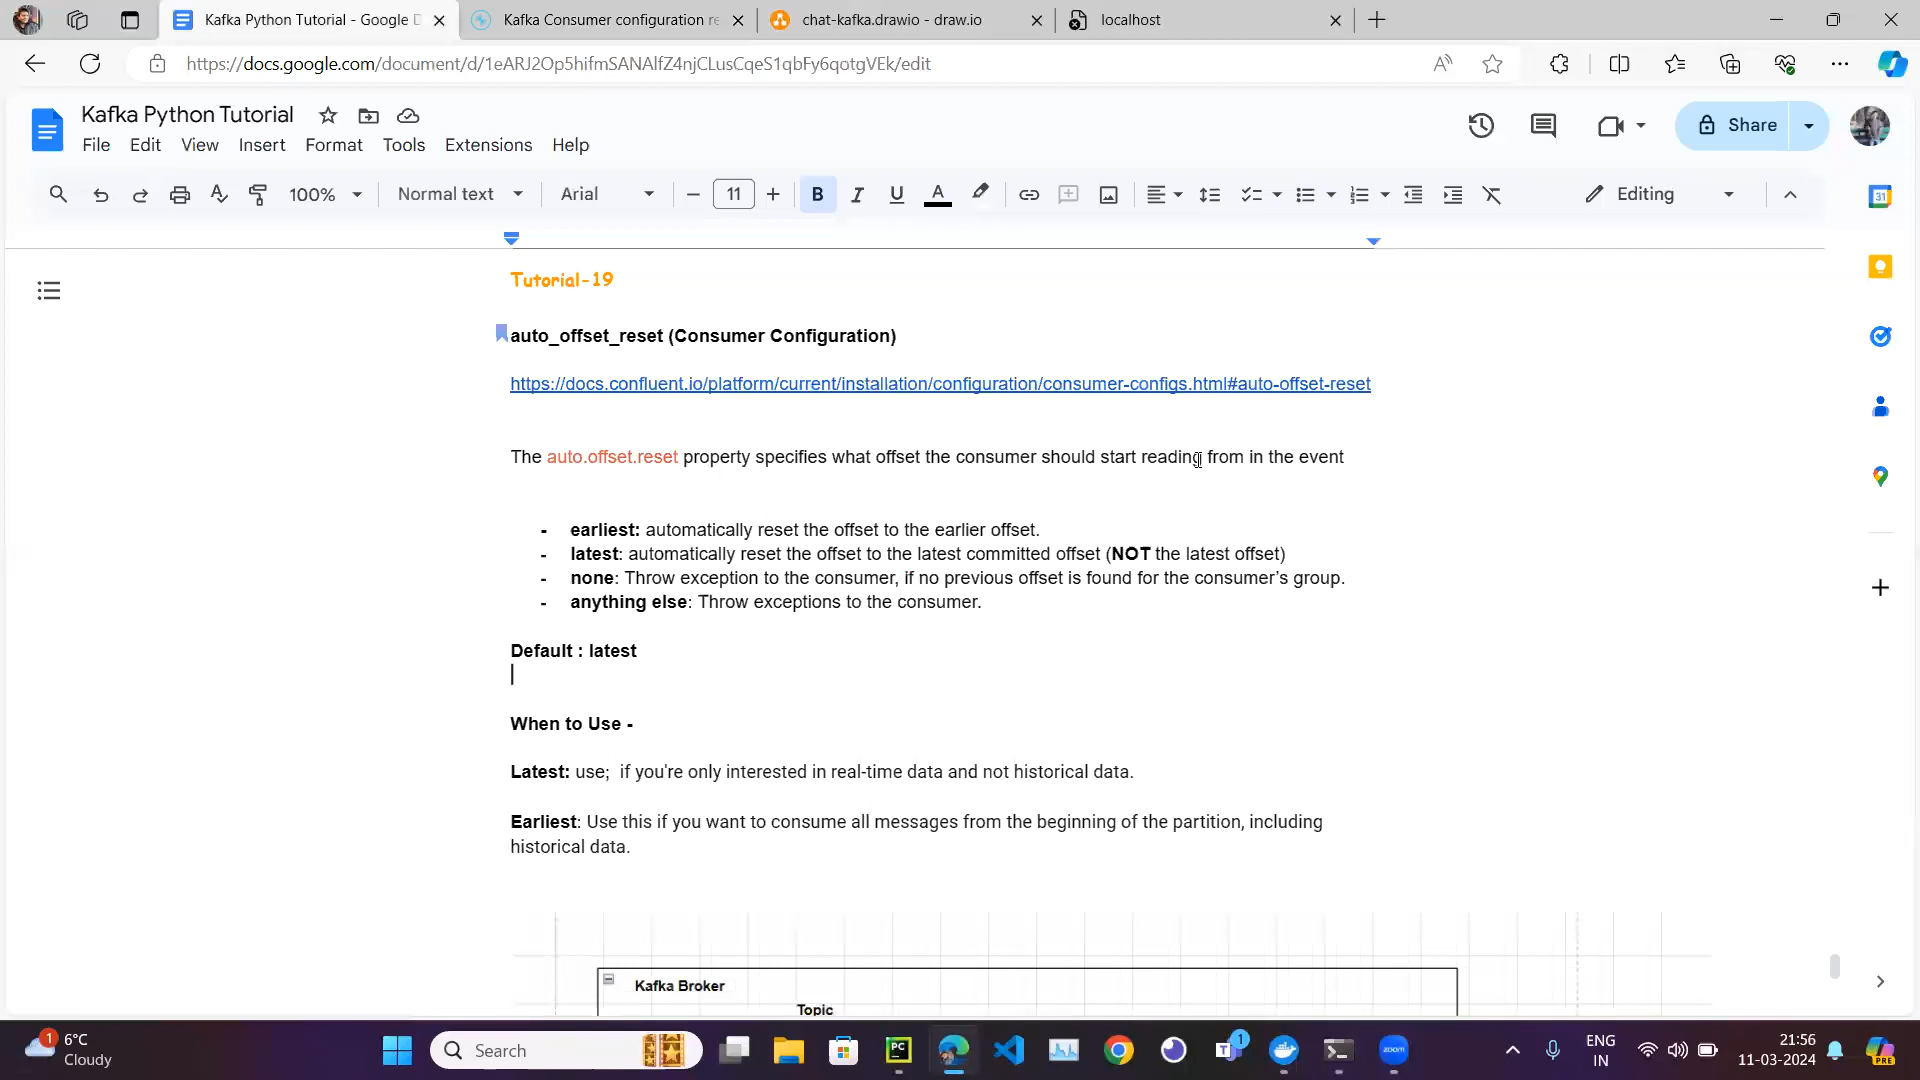 Kafka Python Tutorial - Google D
Kafka Consumer configuration re
chat-kafka.drawio - draw.io
localhost
https://docs.google.com/document/d/1eARJ2Op5hifmSANAlfZ4njCLusCqeS1qbFy6qotgVEk/edit
Kafka Python Tutorial
Share
File Edit View Insert Format Tools Extensions Help
100% Normal text Arial 11 B I U A Editing
31
Tutorial-19
auto_offset_reset (Consumer Configuration)
https://docs.confluent.io/platform/current/installation/configuration/consumer-configs.html#auto-offset-reset
The auto.offset.reset property specifies what offset the consumer should start reading from in the event
- earliest: automatically reset the offset to the earlier offset.
- latest: automatically reset the offset to the latest committed offset (NOT the latest offset)
- none: Throw exception to the consumer, if no previous offset is found for the consumer’s group.
- anything else: Throw exceptions to the consumer.
Default : latest
When to Use -
Latest: use;  if you're only interested in real-time data and not historical data.
Earliest: Use this if you want to consume all messages from the beginning of the partition, including
historical data.
Kafka Broker
Topic
1
6°C
Cloudy
Search
PC
1
zoom
ENG
IN
21:56
11-03-2024
PRE